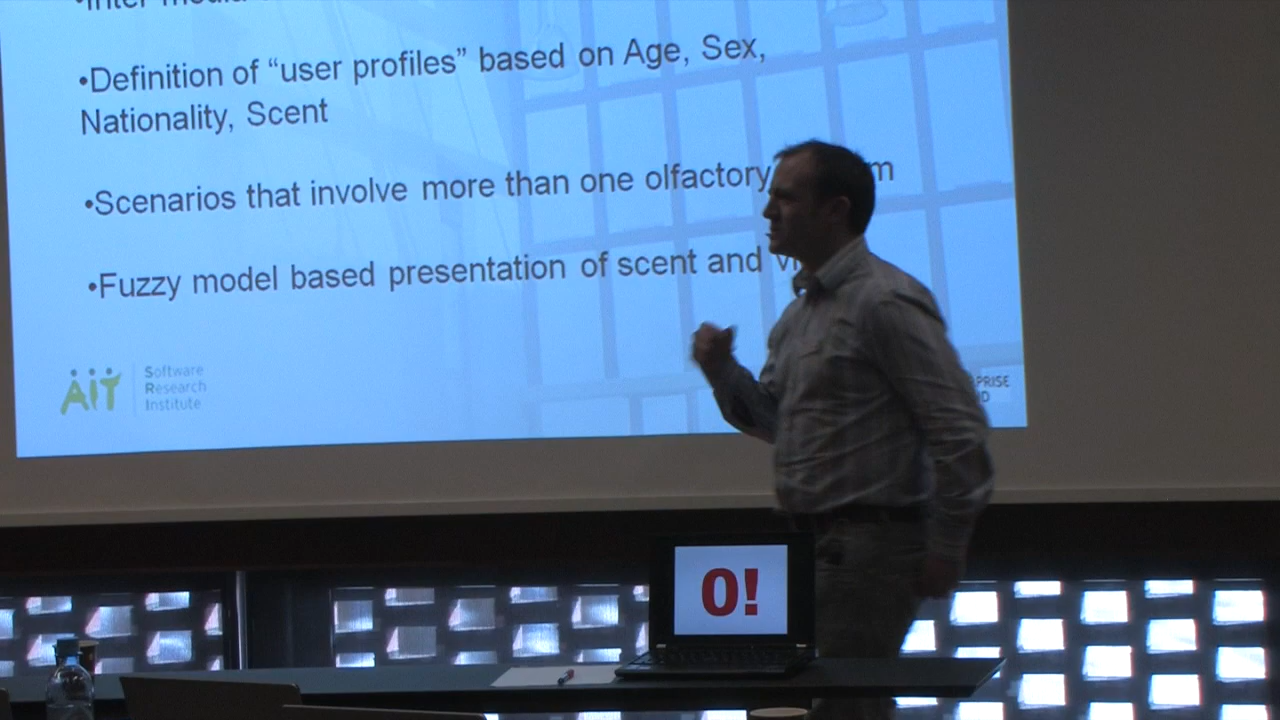 •Definition of “user profiles” based on Age, Sex,
Nationality, Scent
•Scenarios that involve more than one olfactory
•Fuzzy model based presentation of scent and
AIT
Software
Research
Institute
0!